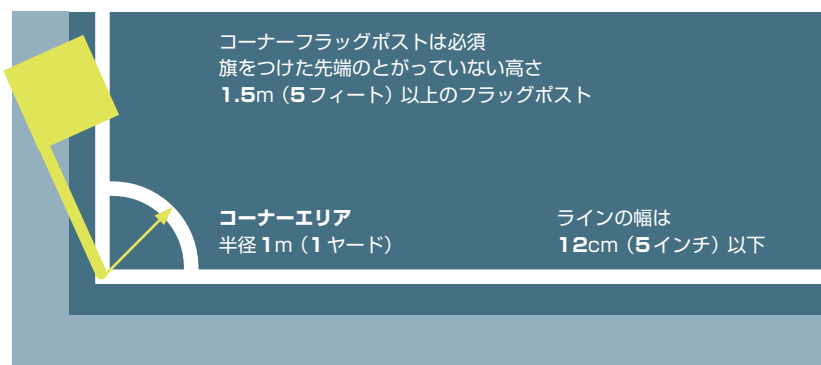 コーナーフラッグポストは必須
旗をつけた先端のとがっていない高さ
1.5m（5フィート）以上のフラッグポスト
コーナーエリア
半径1m（1ヤード）
ラインの幅は
12cm（5インチ）以下